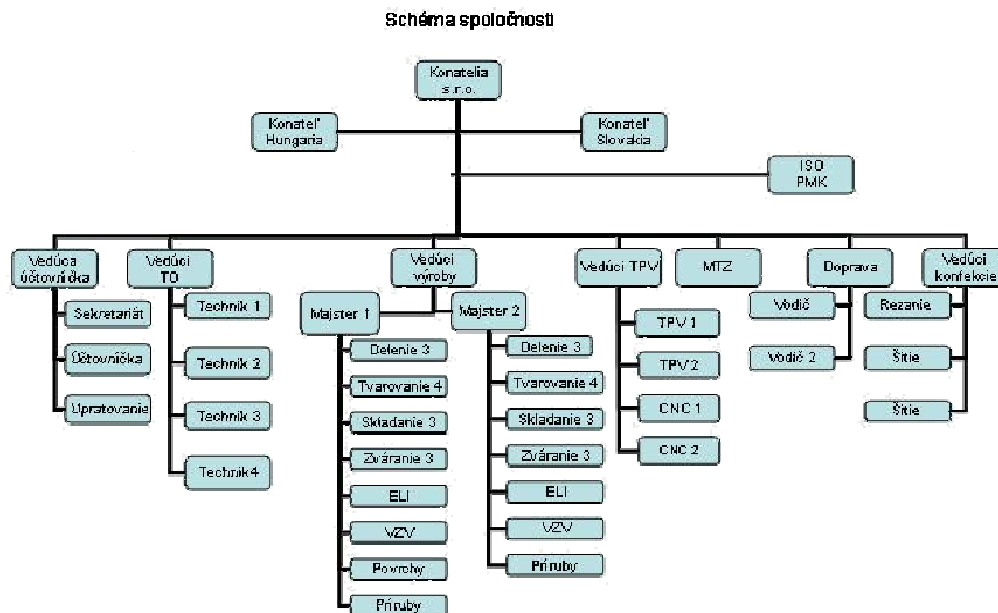 Schéma spoločnosti
Konatelia
s.r.o.
Konateľ
Hungaria
Konateľ
Slovakia
ISO
PMK
Vedúca
účtovníčka
Vedúci
TO
Vedúci
výroby
Vedúci TPV
MTZ
Doprava
Vedúci
konfekcie
Sekretariát
Účtovníčka
Upratovanie
Technik 1
Technik 2
Technik 3
Technik4
Majster 1
Delenie 3
Tvarovanie 4
Skladanie 3
Zváranie 3
ELI
VZV
Povrchy
Príruby
Majster 2
Delenie 3
Tvarovanie 4
Skladanie 3
Zváranie 3
ELI
VZV
Príruby
TPV 1
TPV 2
CNC 1
CNC 2
Vodič
Vodič 2
Rezanie
Šitie
Šitie